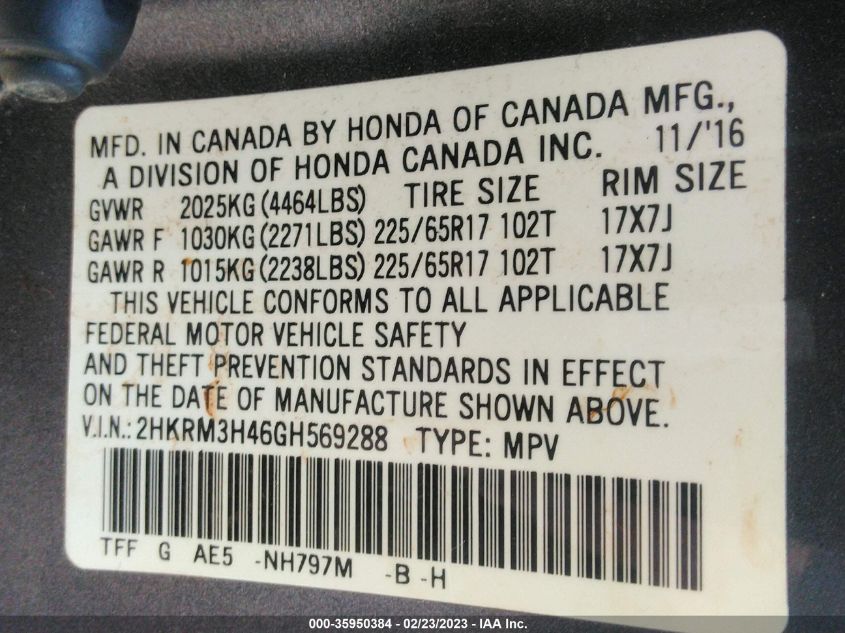 MFD. IN CANADA BY HONDA OF CANADA MFG.,
A DIVISION OF HONDA CANADA INC. 11/'16
GVWR 2025KG (4464LBS) TIRE SIZE RIM SIZE
GAWR F 1030KG (2271LBS) 225/65R17 102T 17X7J
GAWR R 1015KG (2238LBS) 225/65R17 102T 17X7J
THIS VEHICLE CONFORMS TO ALL APPLICABLE
FEDERAL MOTOR VEHICLE SAFETY
AND THEFT PREVENTION STANDARDS IN EFFECT
ON THE DATE OF MANUFACTURE SHOWN ABOVE.
V.I.N.: 2HKRM3H46GH569288 TYPE: MPV
TFF G AE5 -NH797M -B -H
000-35950384 - 02/23/2023 - IAA Inc.